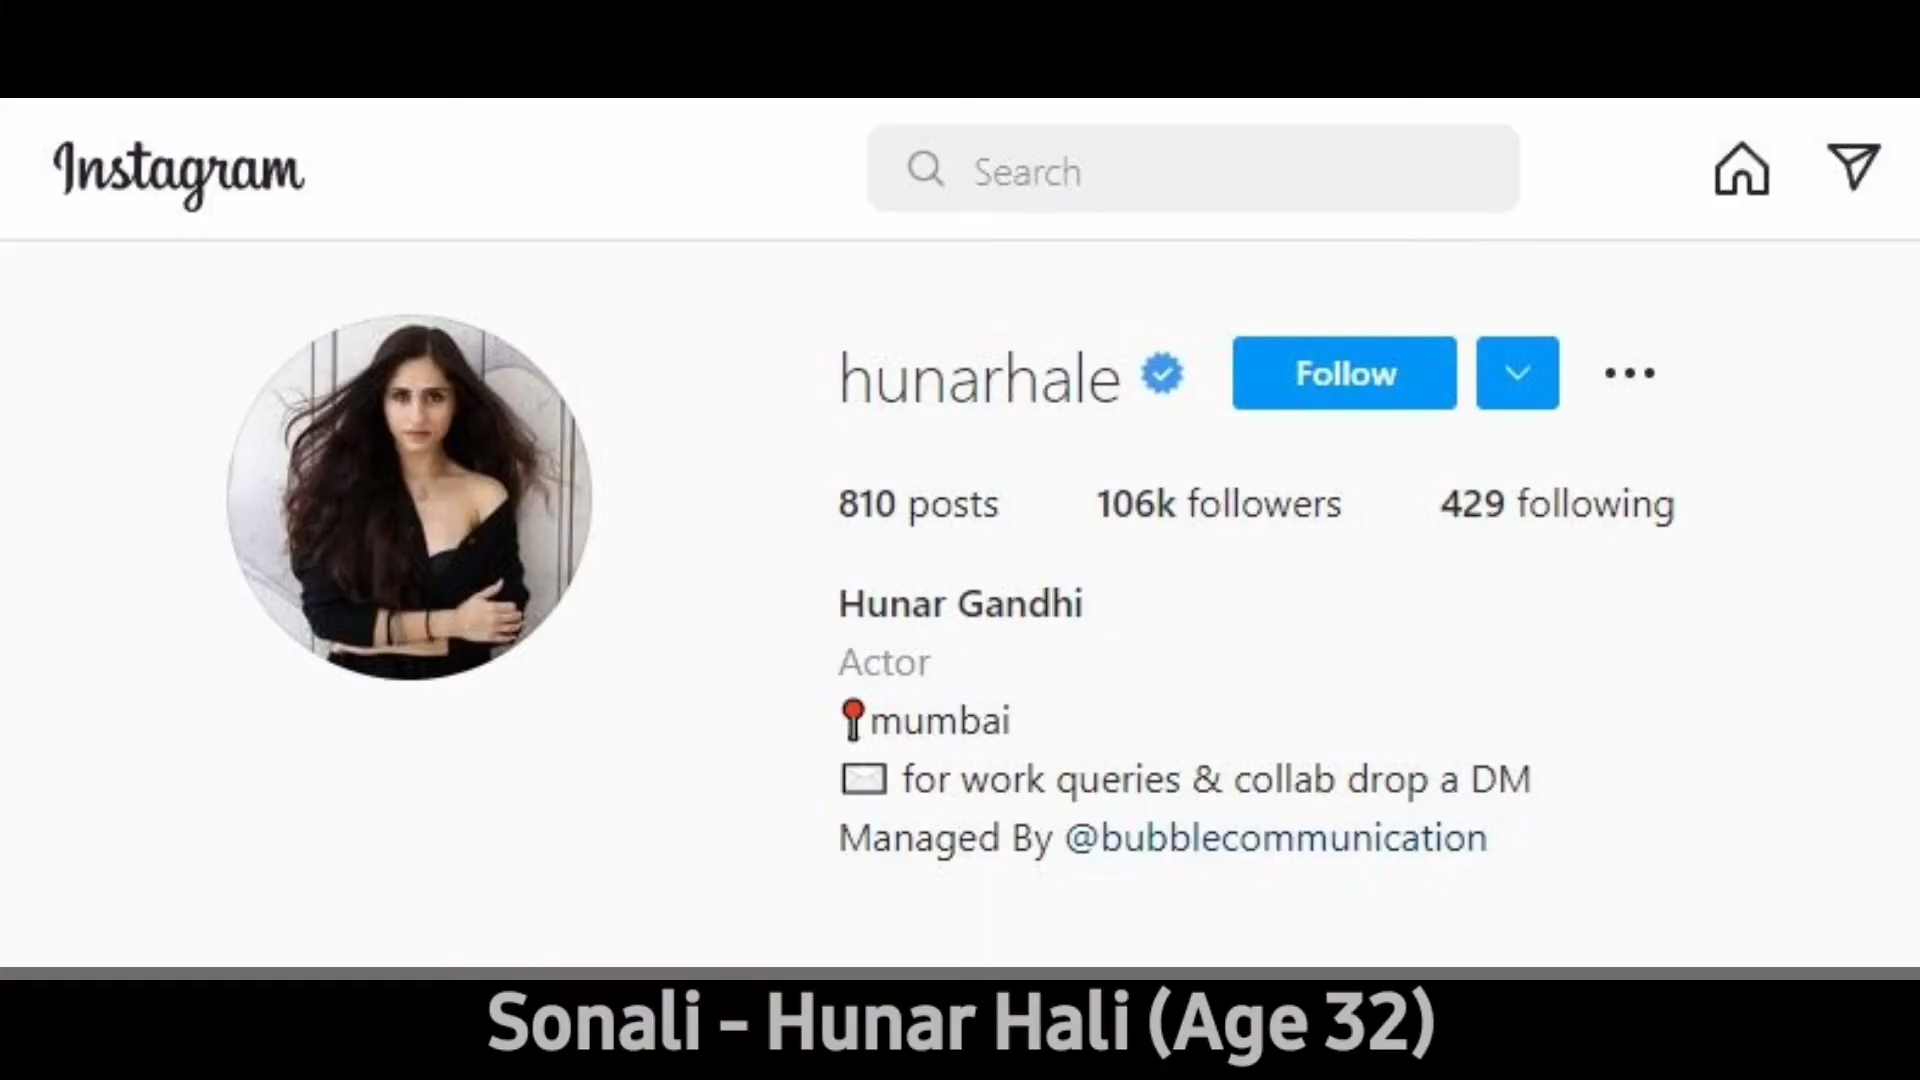 Instagram
Search
hunarhale
Follow
810 posts 106k followers 429 following
Hunar Gandhi
Actor
📍mumbai
✉️ for work queries & collab drop a DM
Managed By @bubblecommunication
Sonali - Hunar Hali (Age 32)